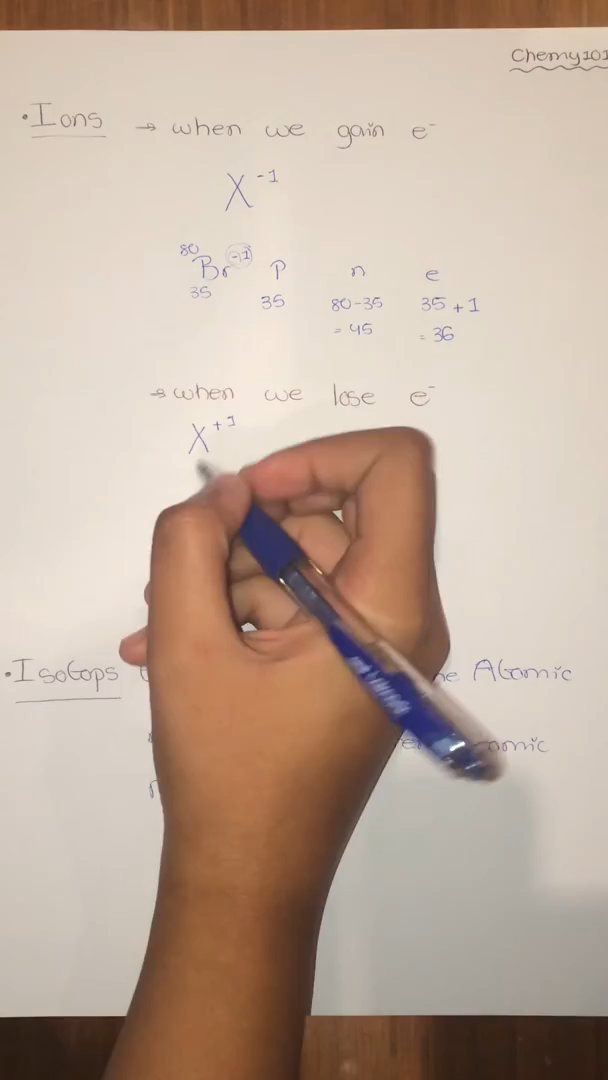 Chemy101
• Ions → when we gain e⁻
X⁻¹
⁸⁰₃₅Br⁻¹ P n e
35 80-35 35 + 1
= 45 = 36
→ when we lose e⁻
X⁺¹
• Isotops Atomic